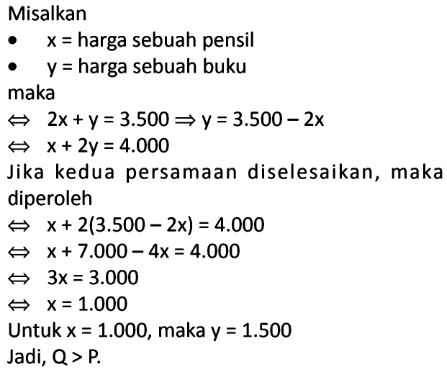 Misalkan
• x = harga sebuah pensil
• y = harga sebuah buku
maka
⇔ 2x + y = 3.500 ⇒ y = 3.500 – 2x
⇔ x + 2y = 4.000
Jika kedua persamaan diselesaikan, maka
diperoleh
⇔ x + 2(3.500 – 2x) = 4.000
⇔ x + 7.000 – 4x = 4.000
⇔ 3x = 3.000
⇔ x = 1.000
Untuk x = 1.000, maka y = 1.500
Jadi, Q > P.